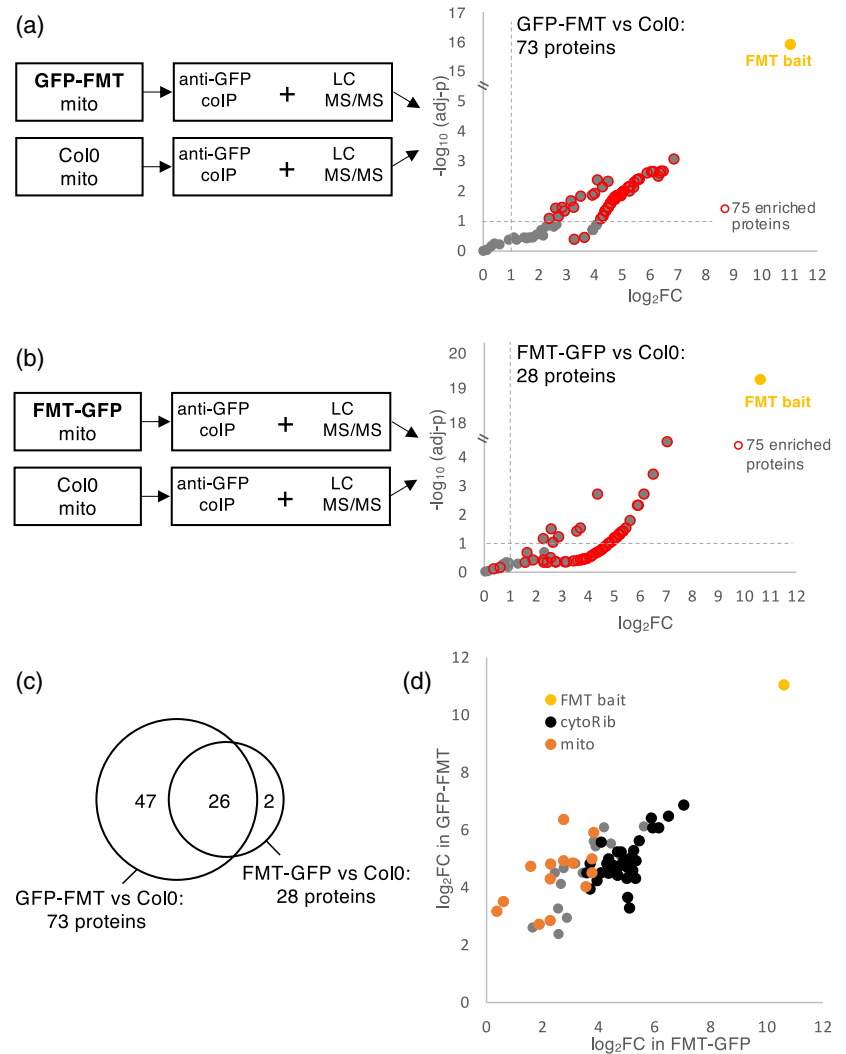 (a)
GFP-FMT
mito
anti-GFP
coIP
+
LC
MS/MS
Col0
mito
anti-GFP
coIP
+
LC
MS/MS
GFP-FMT vs Col0:
73 proteins
FMT bait
75 enriched
proteins
-log₁₀ (adj-p)
17
16
15
5
4
3
2
1
0
0 1 2 3 4 5 6 7 8 9 10 11 12
log₂FC
(b)
FMT-GFP
mito
anti-GFP
coIP
+
LC
MS/MS
Col0
mito
anti-GFP
coIP
+
LC
MS/MS
FMT-GFP vs Col0:
28 proteins
FMT bait
75 enriched
proteins
-log₁₀ (adj-p)
20
19
18
5
4
3
2
1
0
0 1 2 3 4 5 6 7 8 9 10 11 12
log₂FC
(c)
47
26
2
GFP-FMT vs Col0:
73 proteins
FMT-GFP vs Col0:
28 proteins
(d)
FMT bait
cytoRib
mito
log₂FC in GFP-FMT
12
10
8
6
4
2
0
0 2 4 6 8 10 12
log₂FC in FMT-GFP